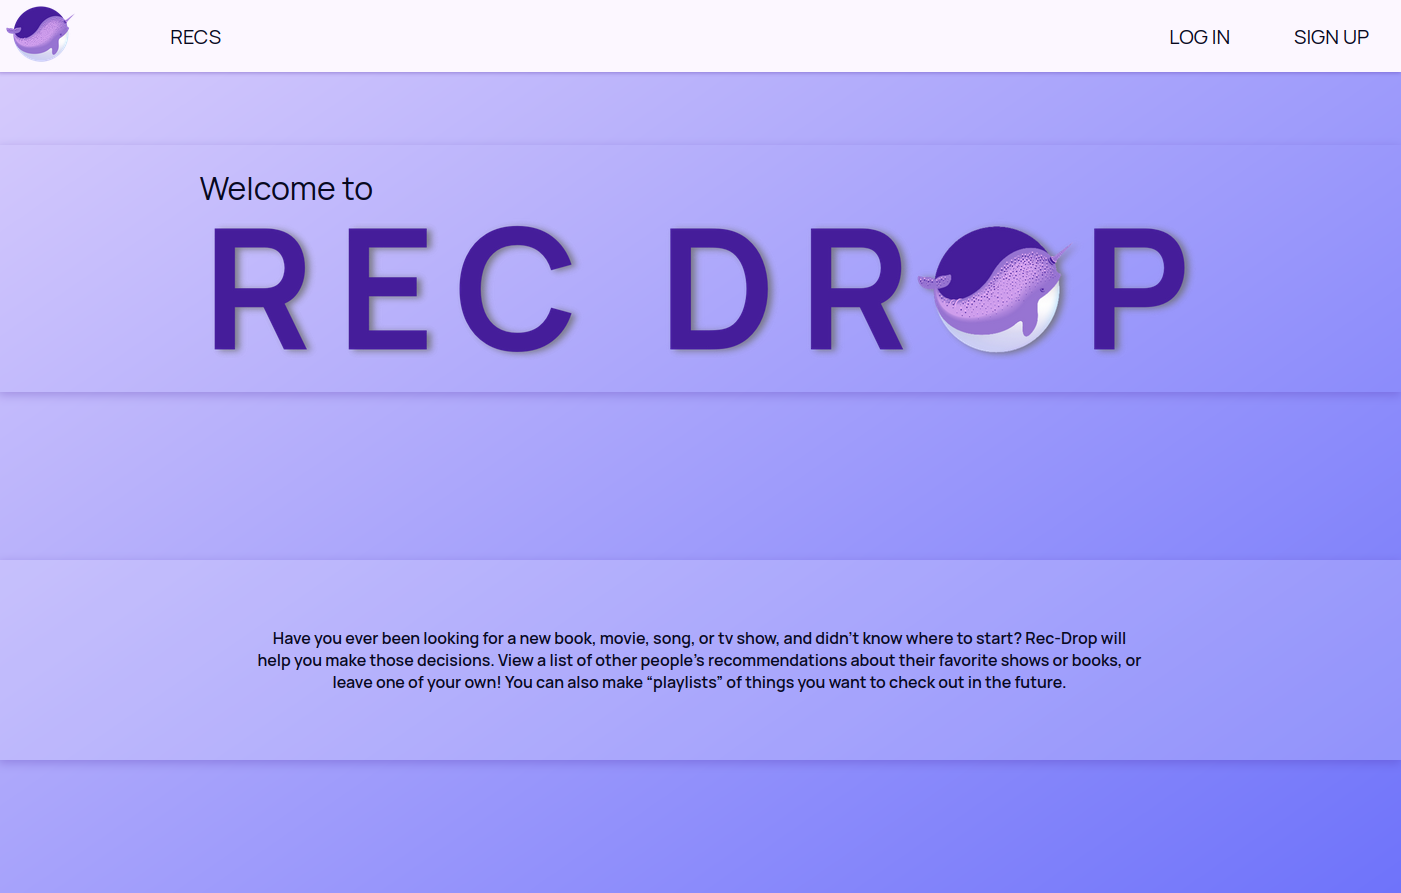 RECS
LOG IN
SIGN UP
Welcome to
REC DROP
Have you ever been looking for a new book, movie, song, or tv show, and didn't know where to start? Rec-Drop will
help you make those decisions. View a list of other people's recommendations about their favorite shows or books, or
leave one of your own! You can also make “playlists” of things you want to check out in the future.